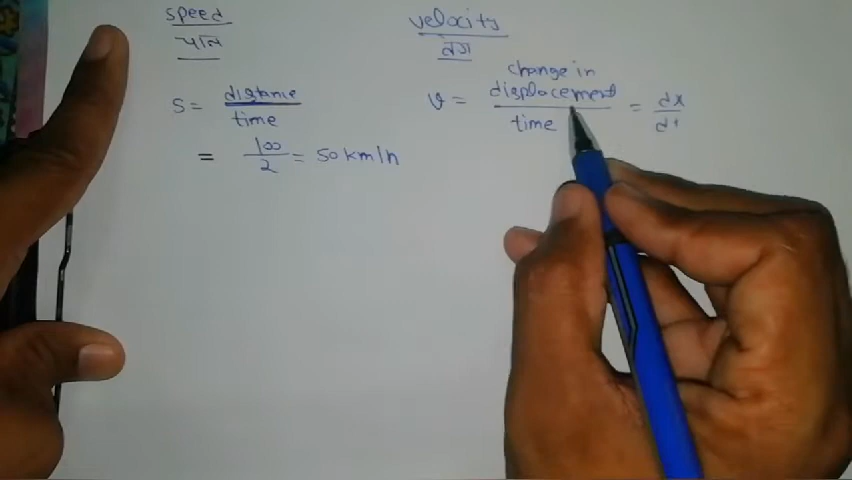 speed
velocity
S = distance / time
v = change in displacement / time = dx / dt
= 100 / 2 = 50 km/h